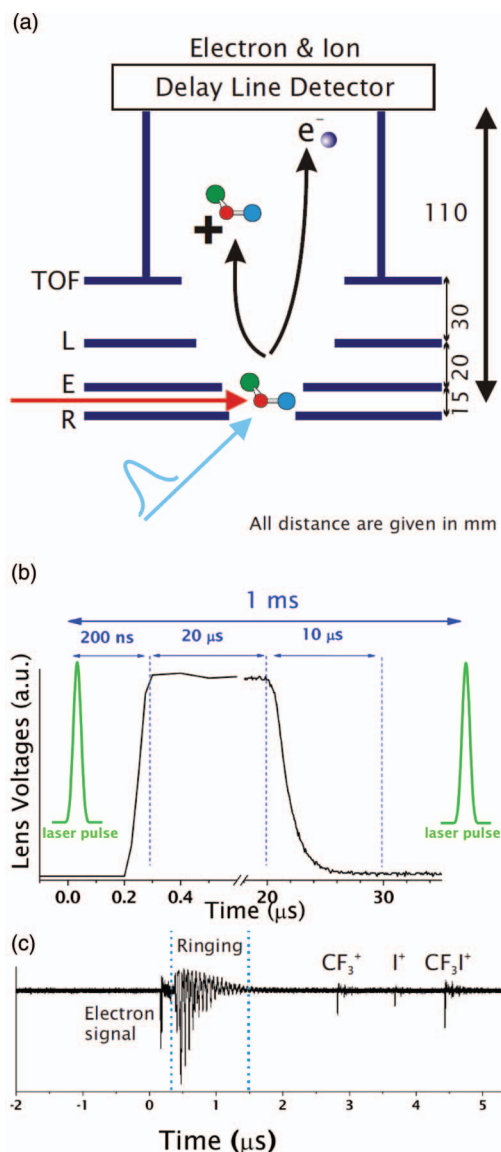 (a)
Electron & Ion
Delay Line Detector
e-
+
110
TOF
30
L
20
E
15
R
All distance are given in mm
(b)
1 ms
200 ns
20 μs
10 μs
Lens Voltages (a.u.)
laser pulse
laser pulse
0.0
0.2
0.4
20
30
Time (μs)
(c)
Ringing
CF3+
I+
CF3I+
Electron
signal
-2
-1
0
1
2
3
4
5
Time (μs)